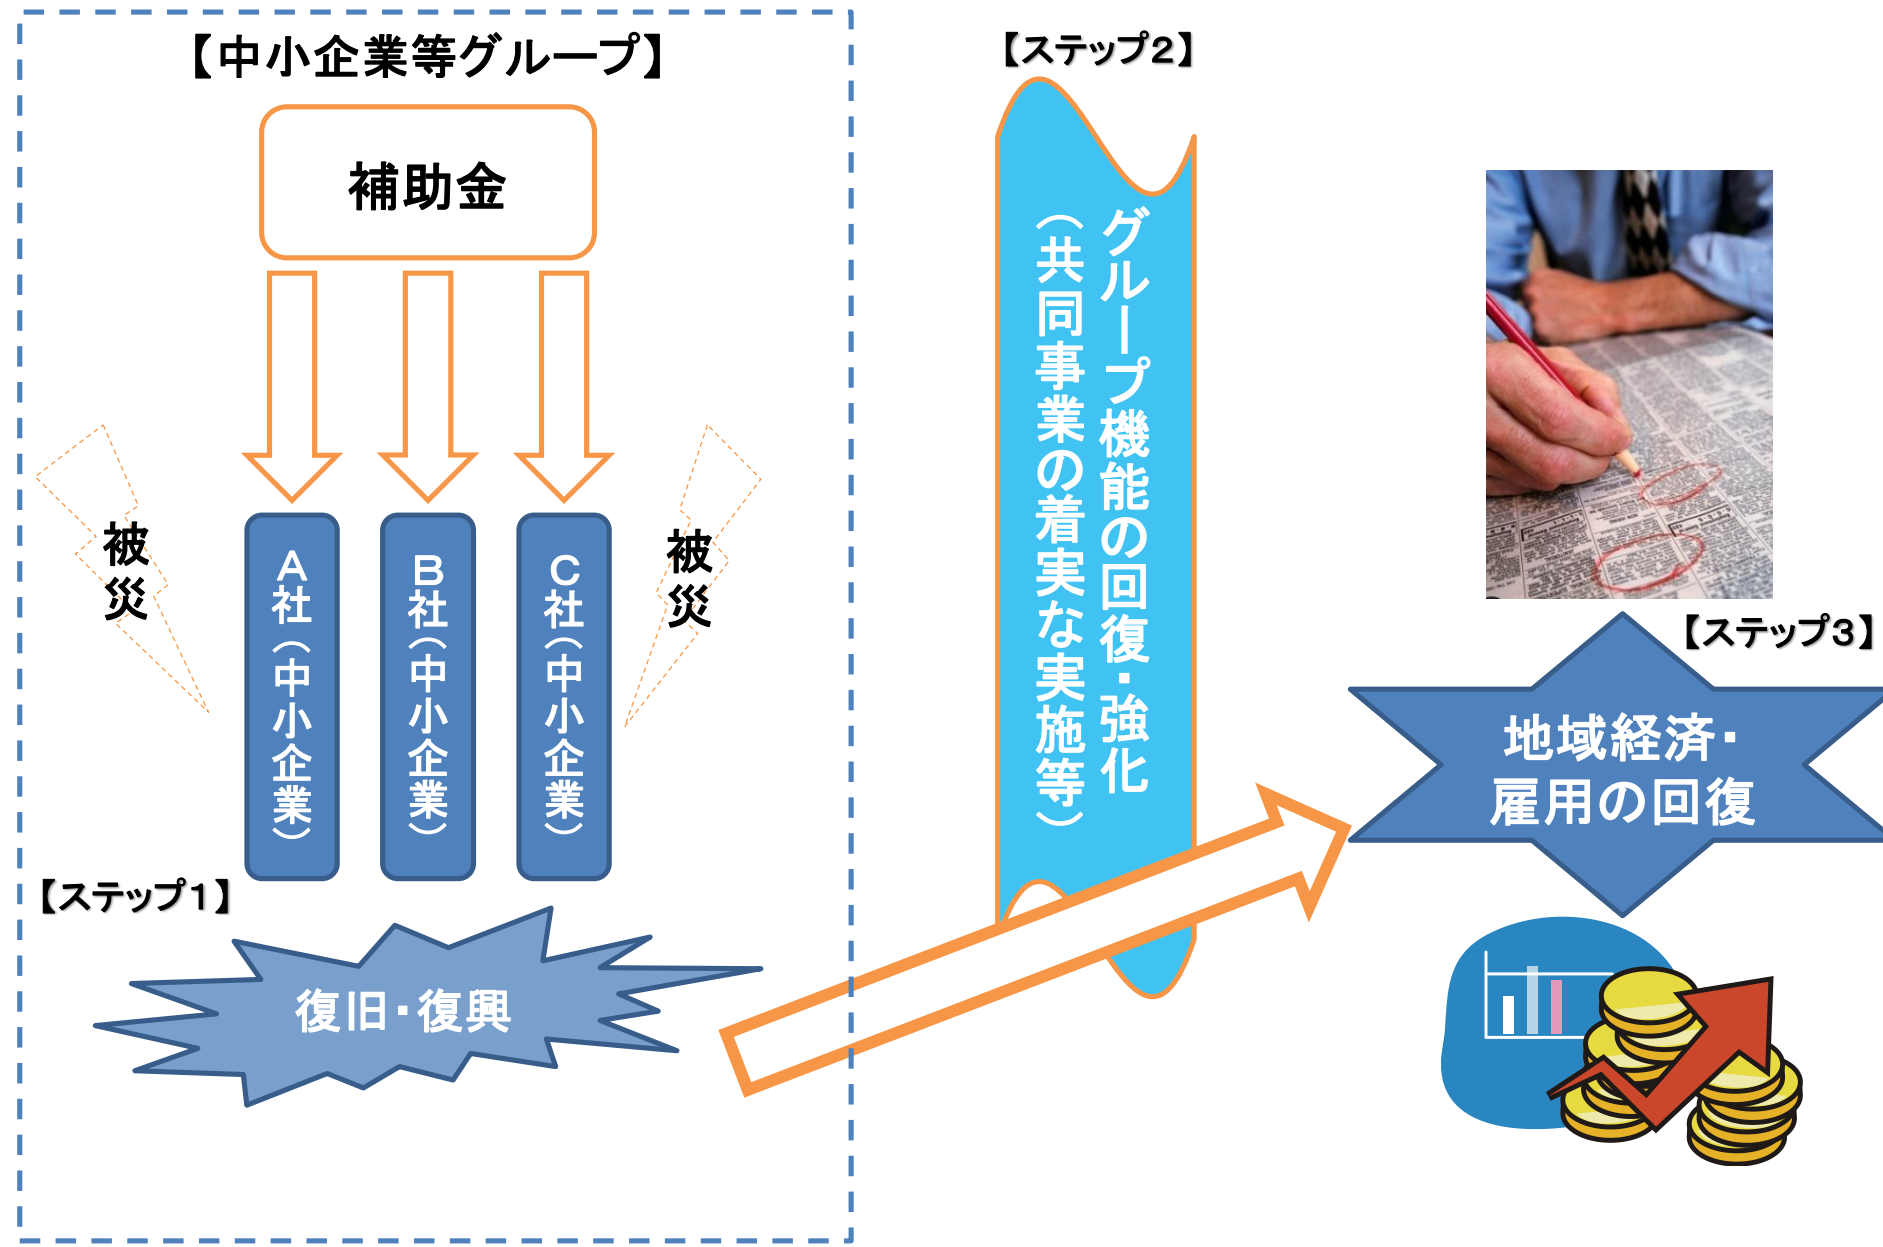 【中小企業等グループ】
補助金
被災
A社(中小企業)
B社(中小企業)
C社(中小企業)
被災
【ステップ1】
復旧・復興
【ステップ2】
グループ機能の回復・強化
(共同事業の着実な実施等)
【ステップ3】
地域経済・
雇用の回復